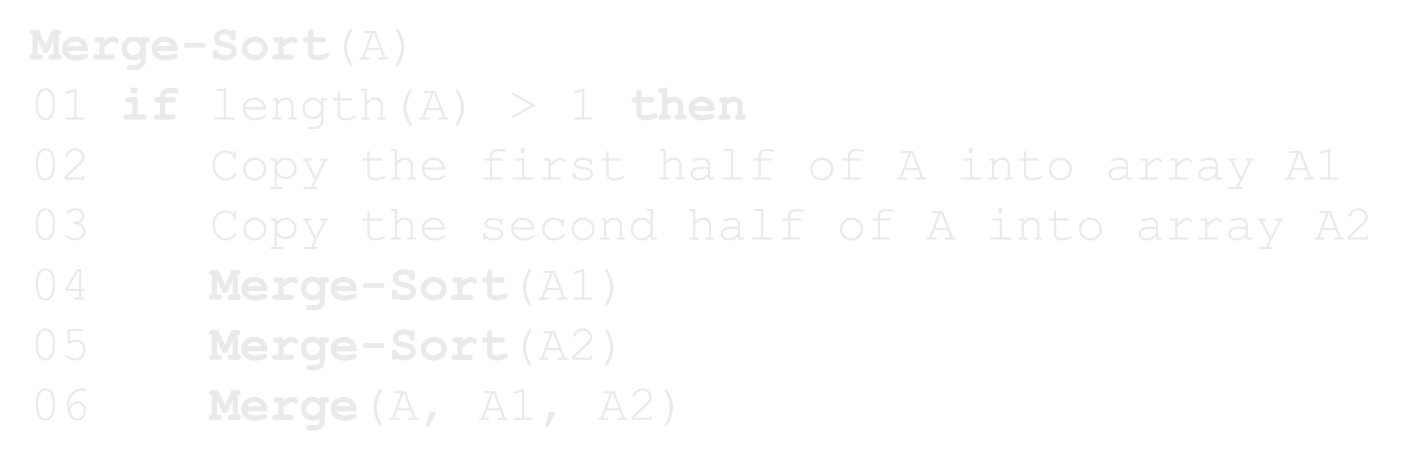 Merge-Sort(A)
01 if length(A) > 1 then
02    Copy the first half of A into array A1
03    Copy the second half of A into array A2
04    Merge-Sort(A1)
05    Merge-Sort(A2)
06    Merge(A, A1, A2)